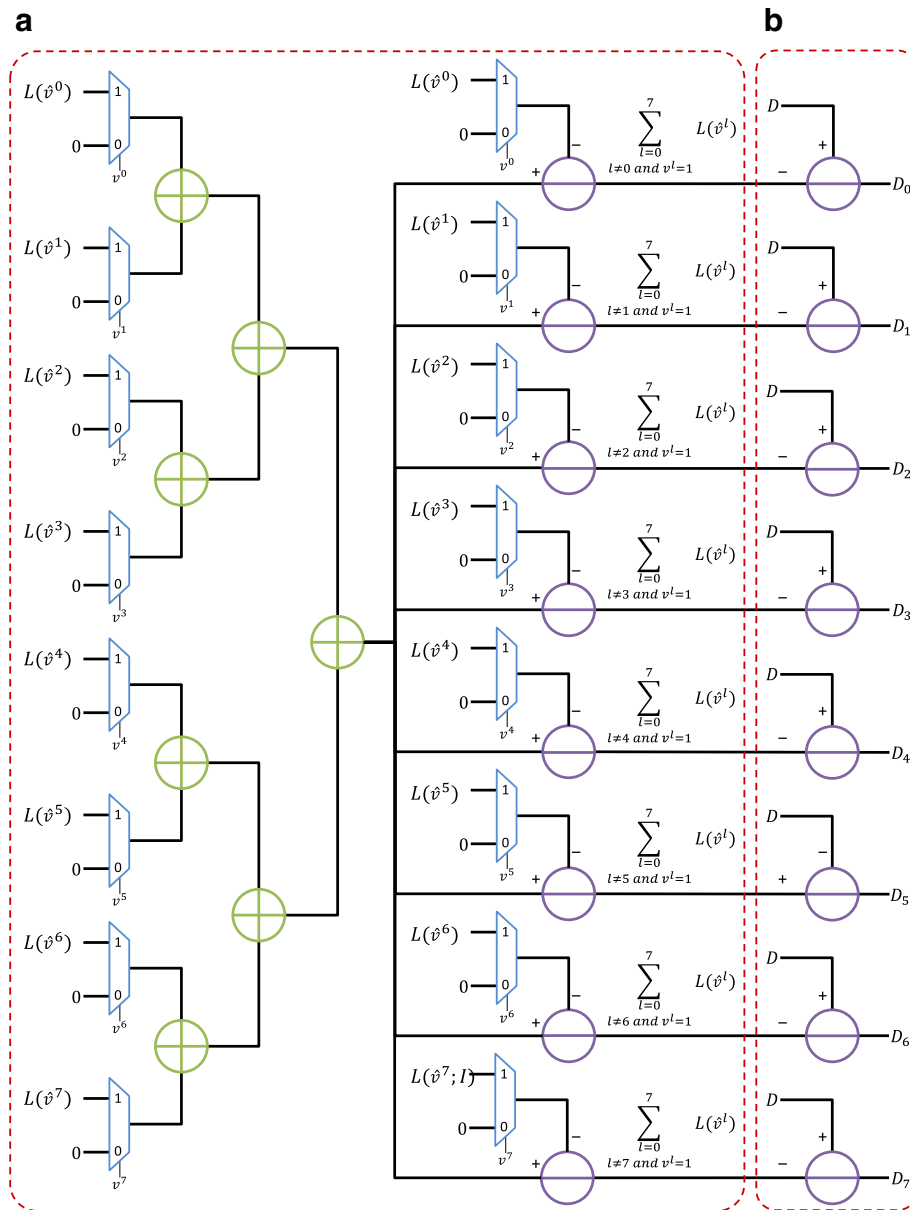 a
b
L(v̂⁰)
1
0
0
v⁰
L(v̂¹)
1
0
0
v¹
L(v̂²)
1
0
0
v²
L(v̂³)
1
0
0
v³
L(v̂⁴)
1
0
0
v⁴
L(v̂⁵)
1
0
0
v⁵
L(v̂⁶)
1
0
0
v⁶
L(v̂⁷)
1
0
0
v⁷
L(v̂⁰)
1
0
0
v⁰
−
+
7
∑ L(v̂ˡ)
l=0
l≠0 and vˡ=1
D
+
−
D₀
L(v̂¹)
1
0
0
v¹
−
+
7
∑ L(v̂ˡ)
l=0
l≠1 and vˡ=1
D
+
−
D₁
L(v̂²)
1
0
0
v²
−
+
7
∑ L(v̂ˡ)
l=0
l≠2 and vˡ=1
D
+
−
D₂
L(v̂³)
1
0
0
v³
−
+
7
∑ L(v̂ˡ)
l=0
l≠3 and vˡ=1
D
+
−
D₃
L(v̂⁴)
1
0
0
v⁴
−
+
7
∑ L(v̂ˡ)
l=0
l≠4 and vˡ=1
D
+
−
D₄
L(v̂⁵)
1
0
0
v⁵
−
+
7
∑ L(v̂ˡ)
l=0
l≠5 and vˡ=1
D
−
+
D₅
L(v̂⁶)
1
0
0
v⁶
−
+
7
∑ L(v̂ˡ)
l=0
l≠6 and vˡ=1
D
+
−
D₆
L(v̂⁷; I)
1
0
0
v⁷
−
+
7
∑ L(v̂ˡ)
l=0
l≠7 and vˡ=1
D
+
−
D₇